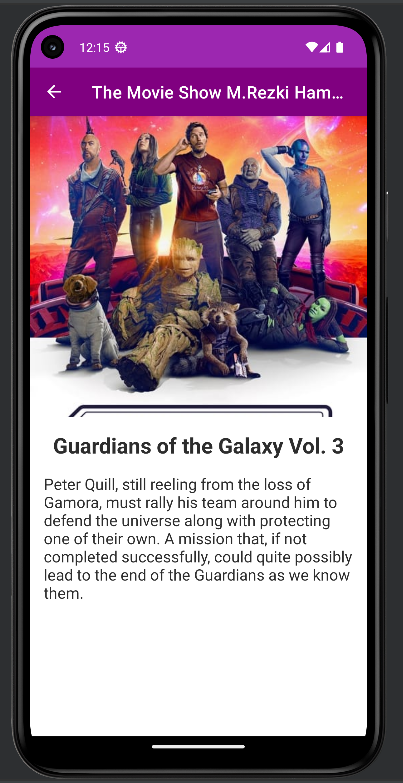 12:15
The Movie Show M.Rezki Ham...
Guardians of the Galaxy Vol. 3
Peter Quill, still reeling from the loss of
Gamora, must rally his team around him to
defend the universe along with protecting
one of their own. A mission that, if not
completed successfully, could quite possibly
lead to the end of the Guardians as we know
them.